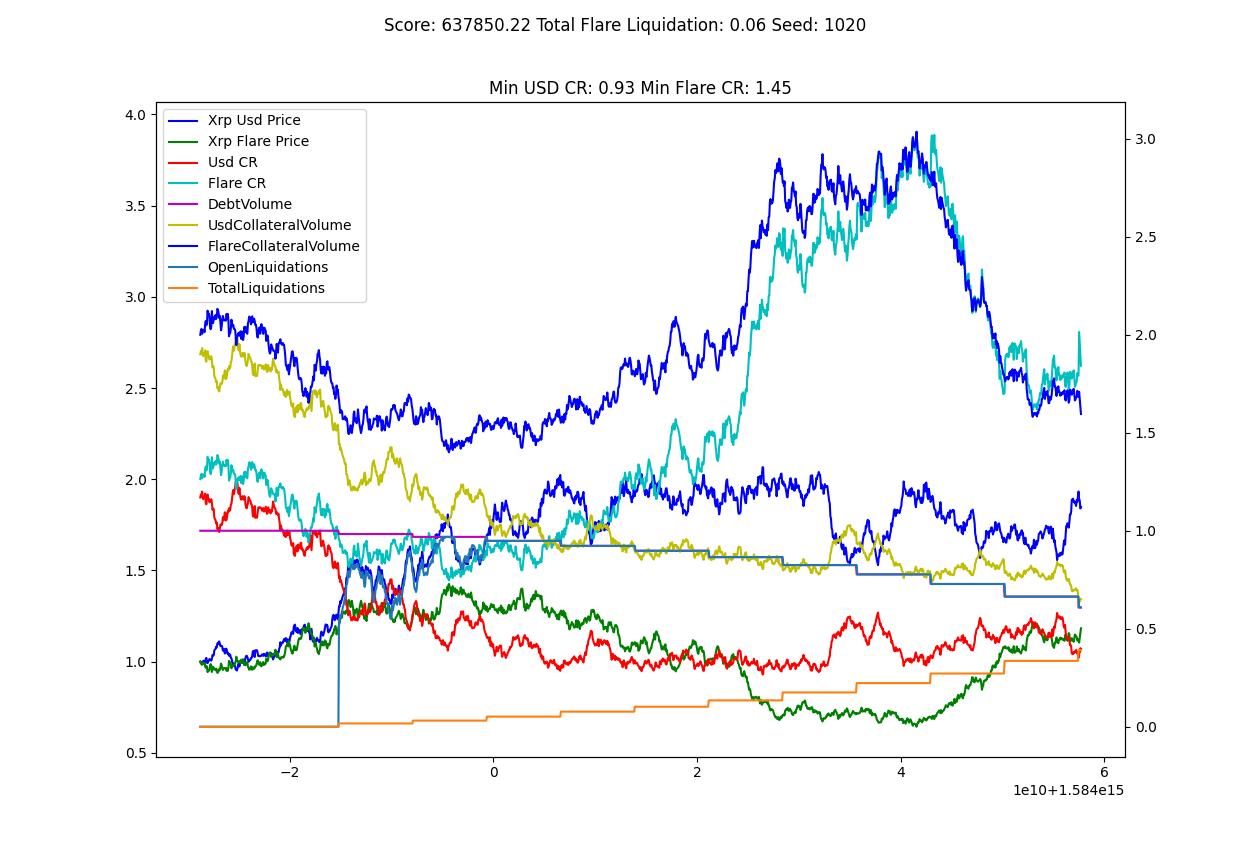 Score: 637850.22 Total Flare Liquidation: 0.06 Seed: 1020
Min USD CR: 0.93 Min Flare CR: 1.45
Xrp Usd Price
Xrp Flare Price
Usd CR
Flare CR
DebtVolume
UsdCollateralVolume
FlareCollateralVolume
OpenLiquidations
TotalLiquidations
4.0
3.5
3.0
2.5
2.0
1.5
1.0
0.5
3.0
2.5
2.0
1.5
1.0
0.5
0.0
−2
0
2
4
6
1e10+1.584e15